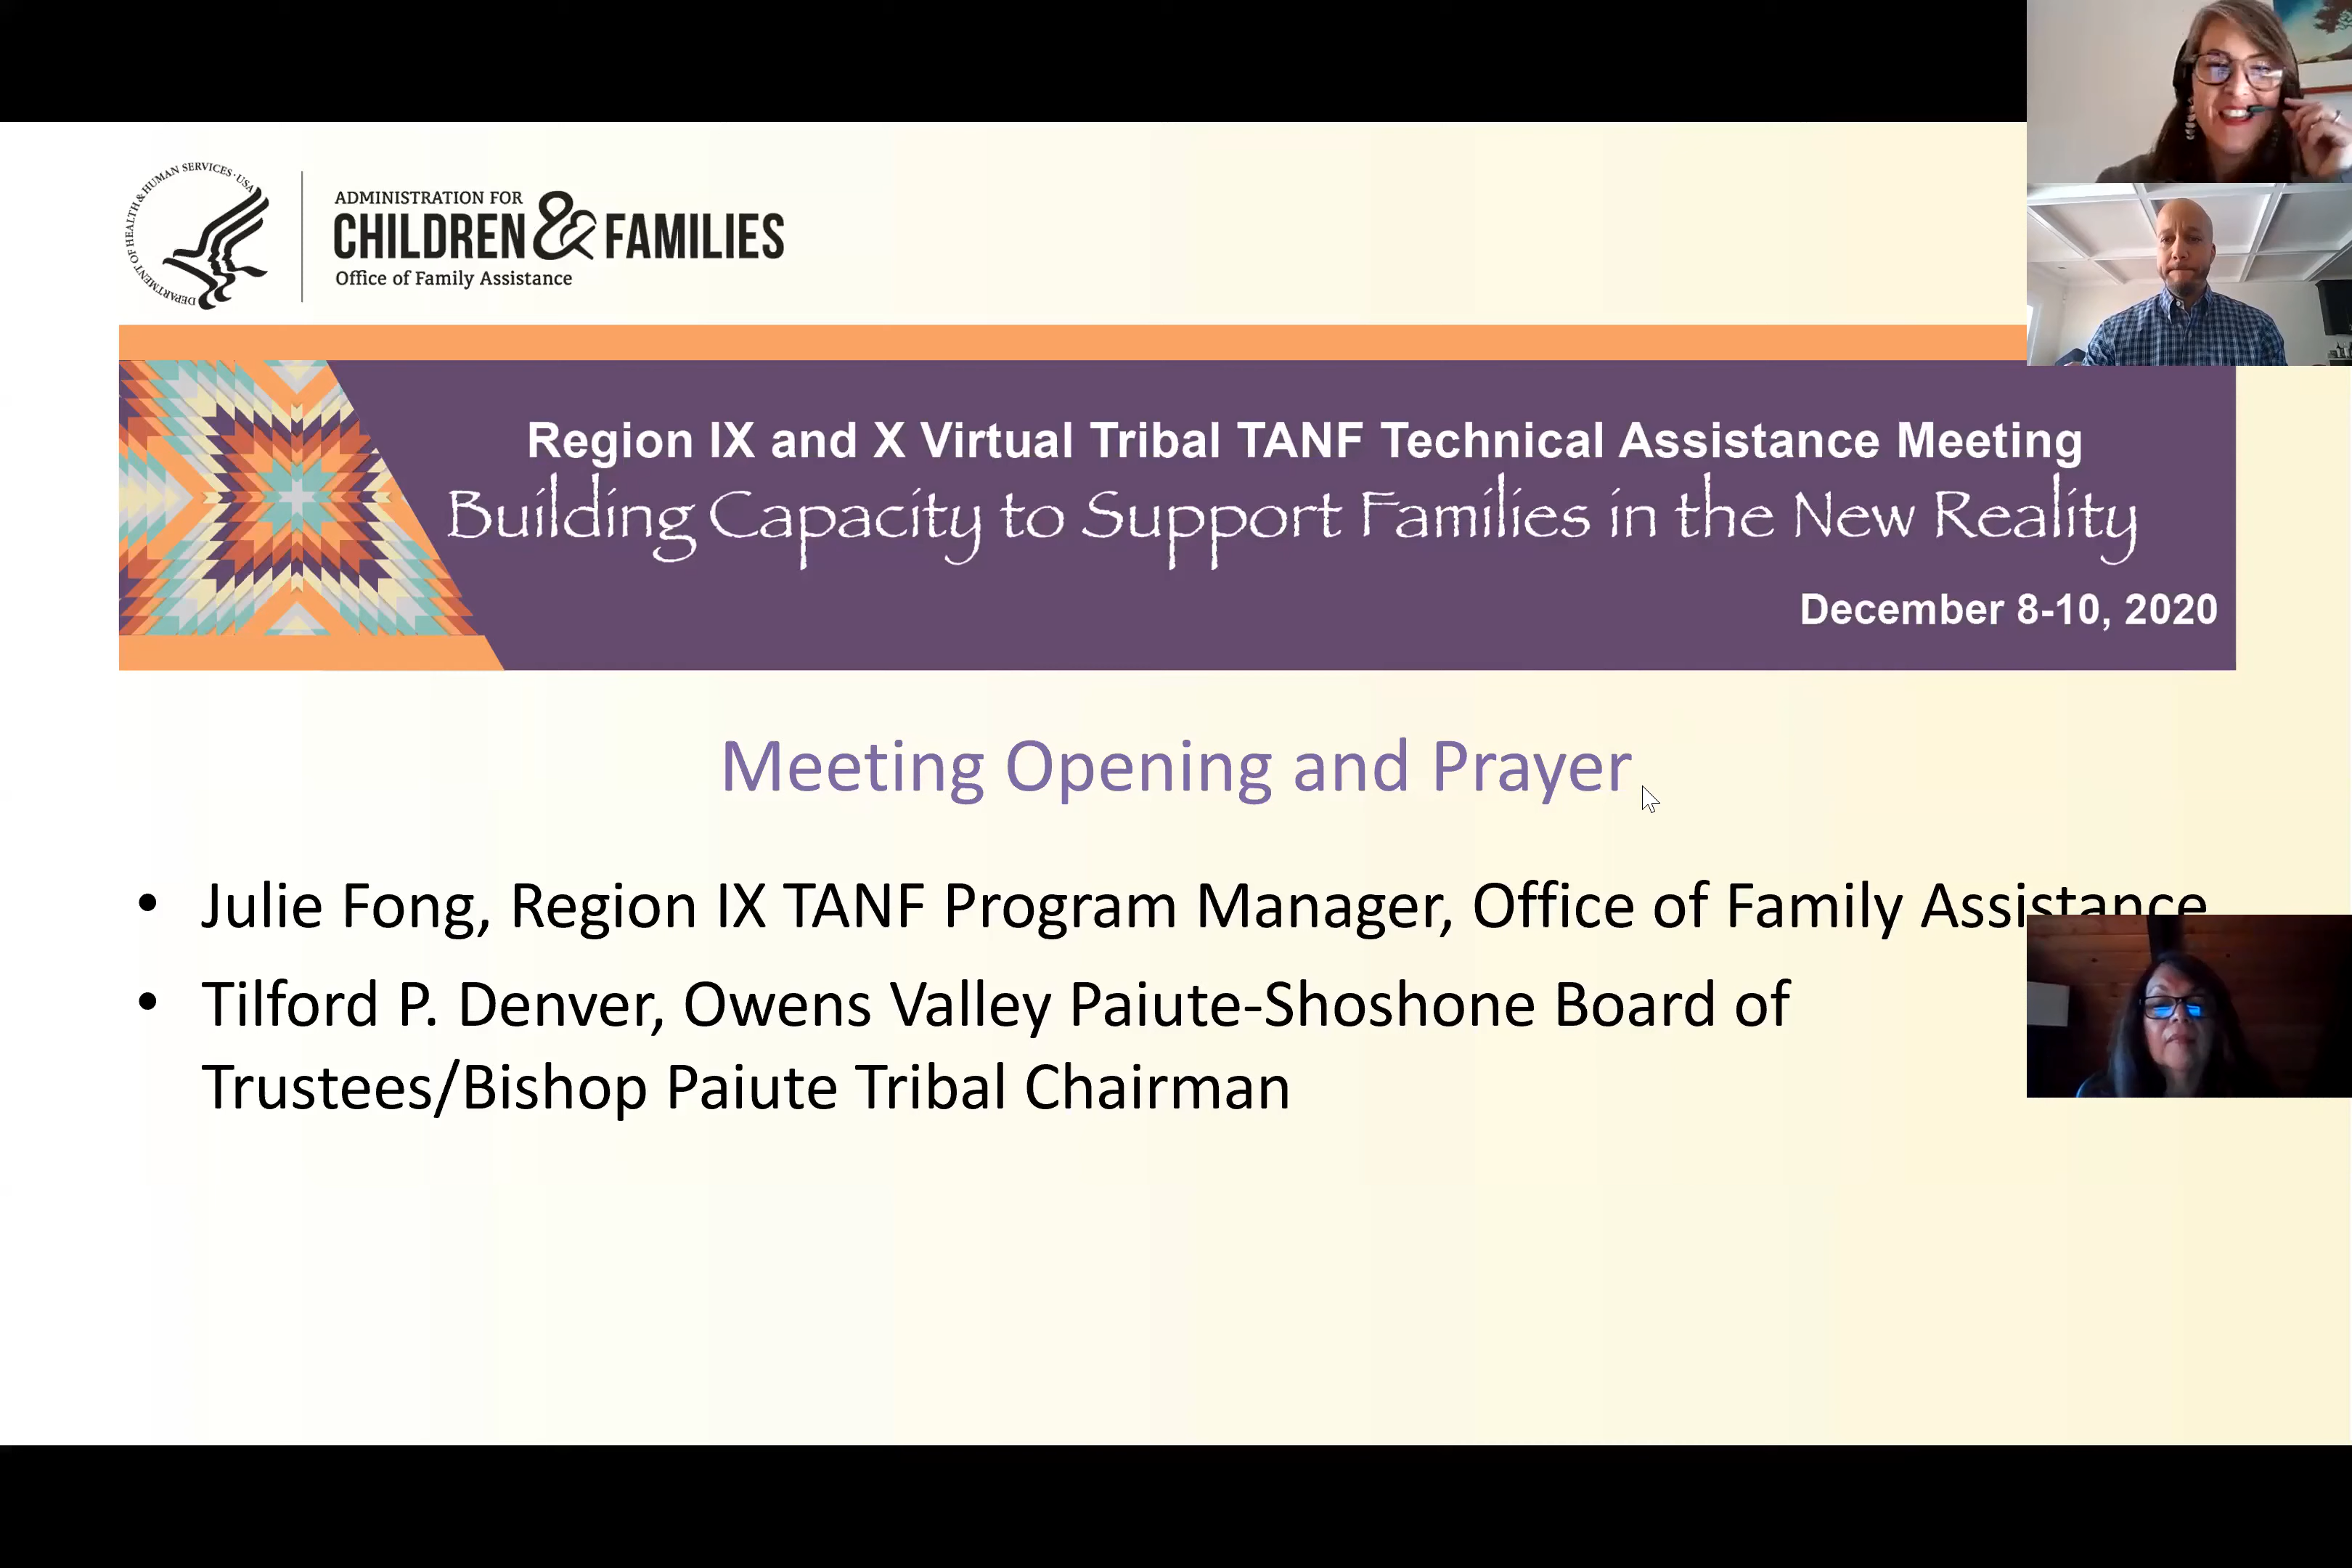 DEPARTMENT OF HEALTH & HUMAN SERVICES · USA
ADMINISTRATION FOR
CHILDREN & FAMILIES
Office of Family Assistance
Region IX and X Virtual Tribal TANF Technical Assistance Meeting
Building Capacity to Support Families in the New Reality
December 8-10, 2020
Meeting Opening and Prayer
• Julie Fong, Region IX TANF Program Manager, Office of Family Assistance
• Tilford P. Denver, Owens Valley Paiute-Shoshone Board of
Trustees/Bishop Paiute Tribal Chairman